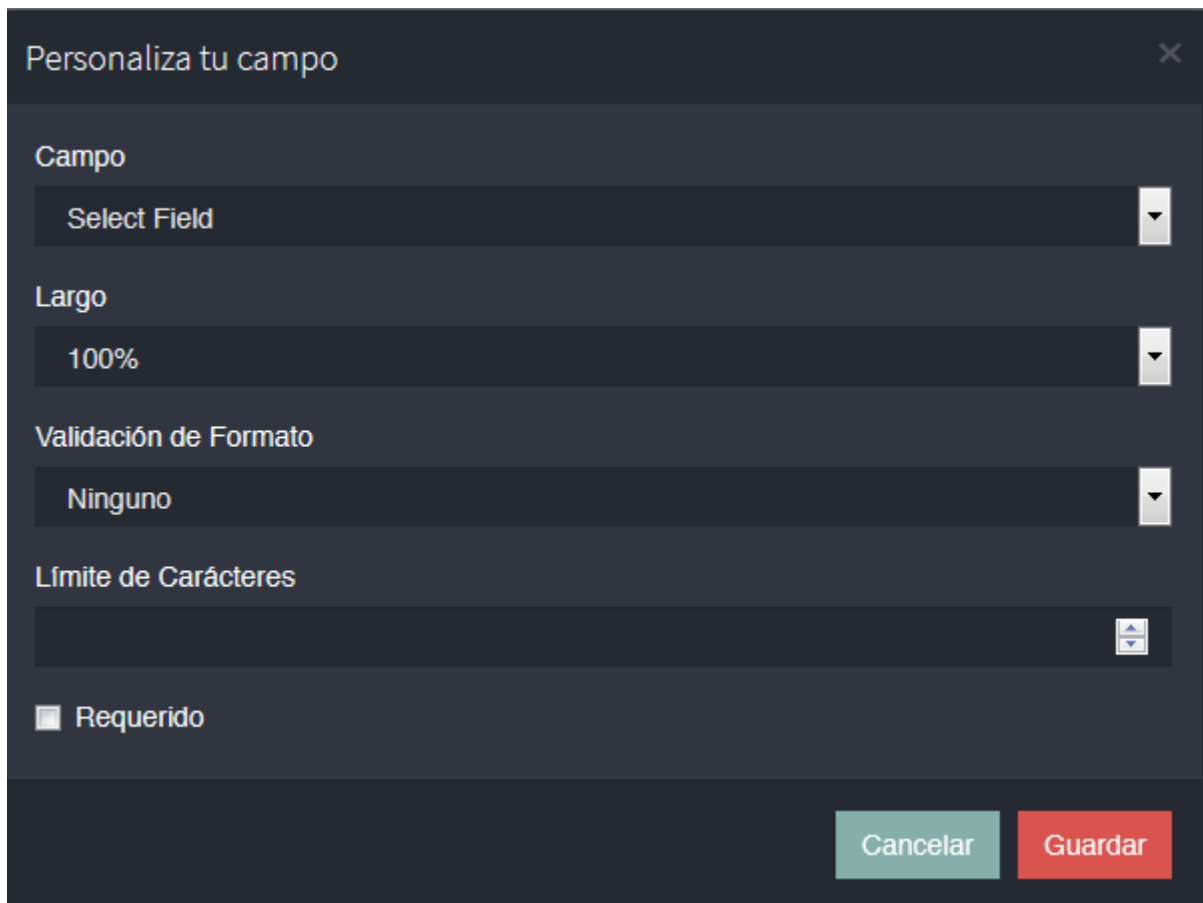 Personaliza tu campo
Campo
Select Field
Largo
100%
Validación de Formato
Ninguno
Límite de Carácteres
Requerido
Cancelar Guardar